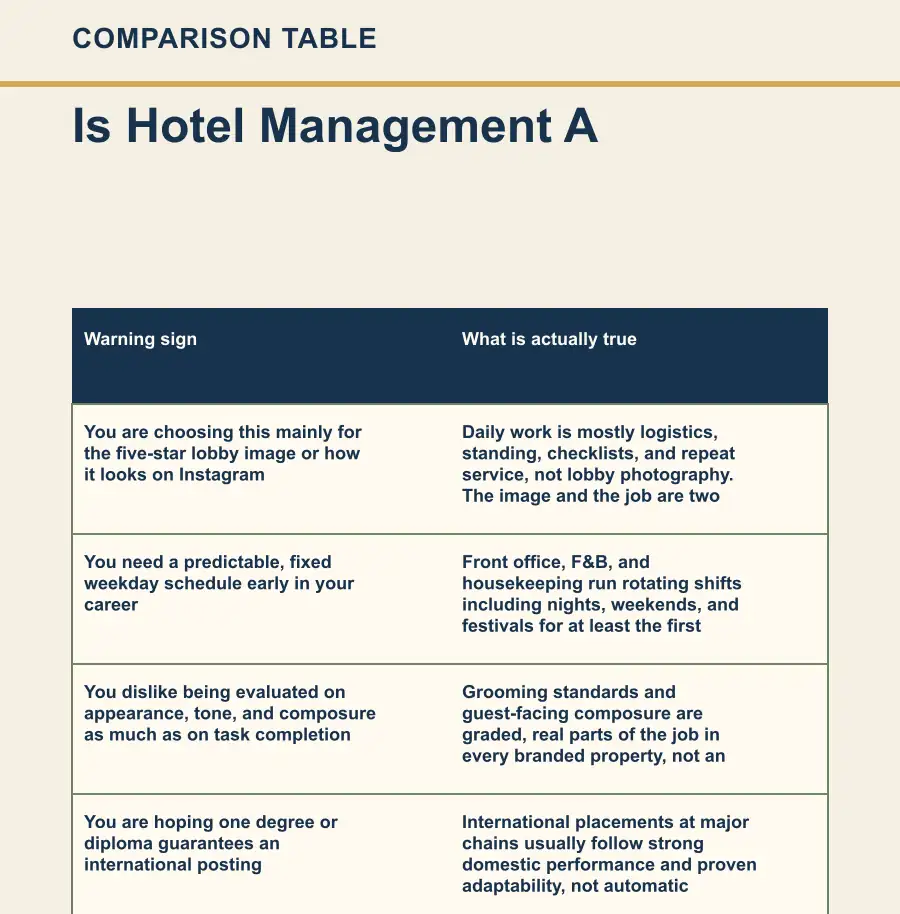 COMPARISON TABLE
Is Hotel Management A
Warning sign
What is actually true
You are choosing this mainly for
the five-star lobby image or how
it looks on Instagram
Daily work is mostly logistics,
standing, checklists, and repeat
service, not lobby photography.
The image and the job are two
You need a predictable, fixed
weekday schedule early in your
career
Front office, F&B, and
housekeeping run rotating shifts
including nights, weekends, and
festivals for at least the first
You dislike being evaluated on
appearance, tone, and composure
as much as on task completion
Grooming standards and
guest-facing composure are
graded, real parts of the job in
every branded property, not an
You are hoping one degree or
diploma guarantees an
international posting
International placements at major
chains usually follow strong
domestic performance and proven
adaptability, not automatic